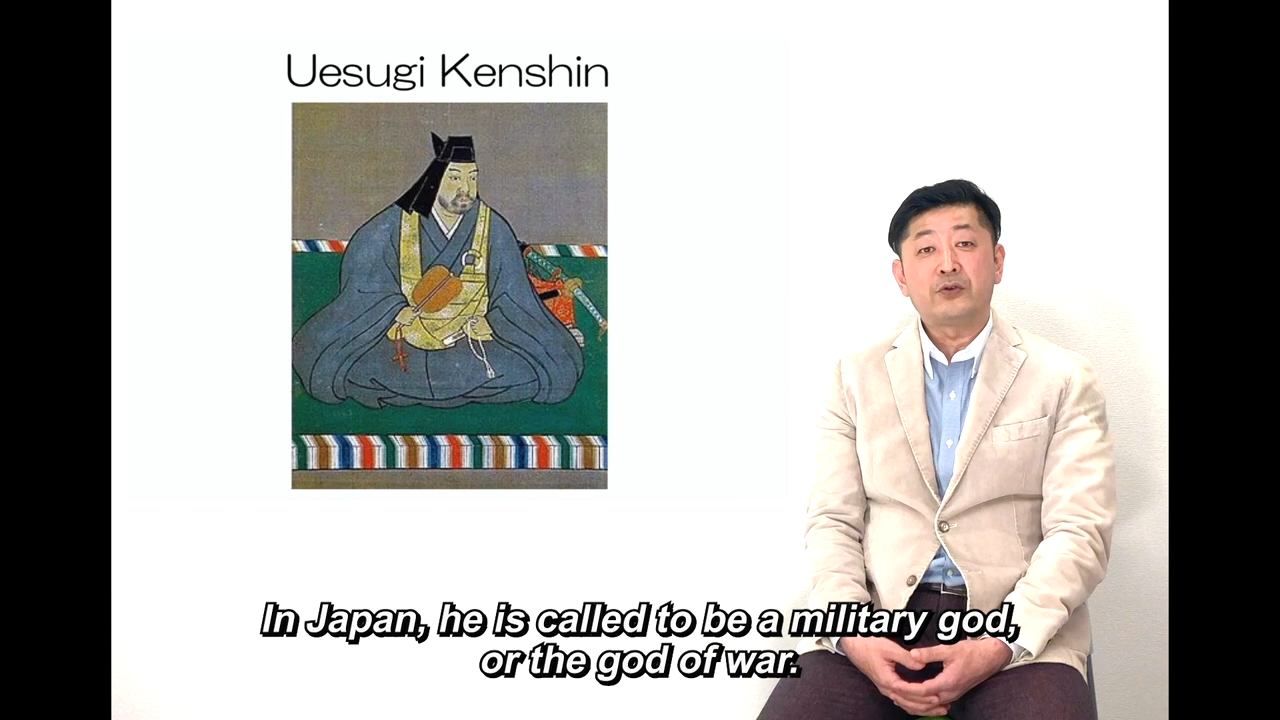 Uesugi Kenshin
In Japan, he is called to be a military god,
or the god of war.